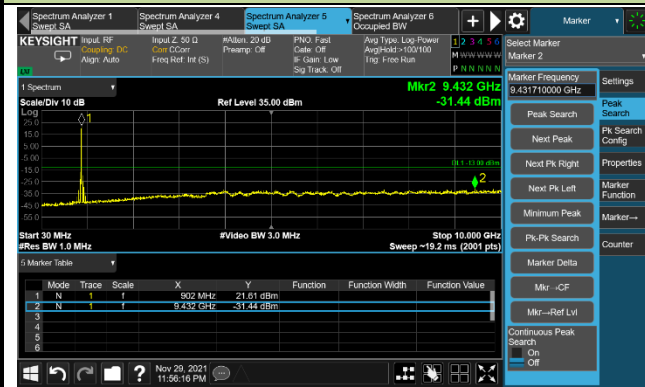 Spectrum Analyzer 1
Swept SA
Spectrum Analyzer 4
Swept SA
Spectrum Analyzer 5
Swept SA
Spectrum Analyzer 6
Occupied BW
Marker
KEYSIGHT
Input: RF
Coupling: DC
Align: Auto
Input Z: 50 Ω
Corr CCorr
Freq Ref: Int (S)
#Atten: 20 dB
Preamp: Off
PNO: Fast
Gate: Off
IF Gain: Low
Sig Track: Off
Avg Type: Log-Power
Avg|Hold:>100/100
Trig: Free Run
1 2 3 4 5 6
M W W W W W
P N N N N N
LXI
Select Marker
Marker 2
Marker Frequency
9.431710000 GHz
Settings
Peak Search
Next Peak
Next Pk Right
Next Pk Left
Minimum Peak
Pk-Pk Search
Marker Delta
Mkr→CF
Mkr→Ref Lvl
Continuous Peak Search
On
Off
Peak Search
Pk Search Config
Properties
Marker Function
Marker→
Counter
1 Spectrum
Scale/Div 10 dB
Ref Level 35.00 dBm
Mkr2 9.432 GHz
-31.44 dBm
Log
25.0
15.0
5.00
-5.00
-15.0
-25.0
-35.0
-45.0
-55.0
1
DL1 -13.00 dBm
2
Start 30 MHz
#Video BW 3.0 MHz
Stop 10.000 GHz
#Res BW 1.0 MHz
Sweep ~19.2 ms (2001 pts)
5 Marker Table
Mode Trace Scale X Y Function Function Width Function Value
1 N 1 f 902 MHz 21.61 dBm
2 N 1 f 9.432 GHz -31.44 dBm
3
4
5
6
Nov 29, 2021
11:56:16 PM